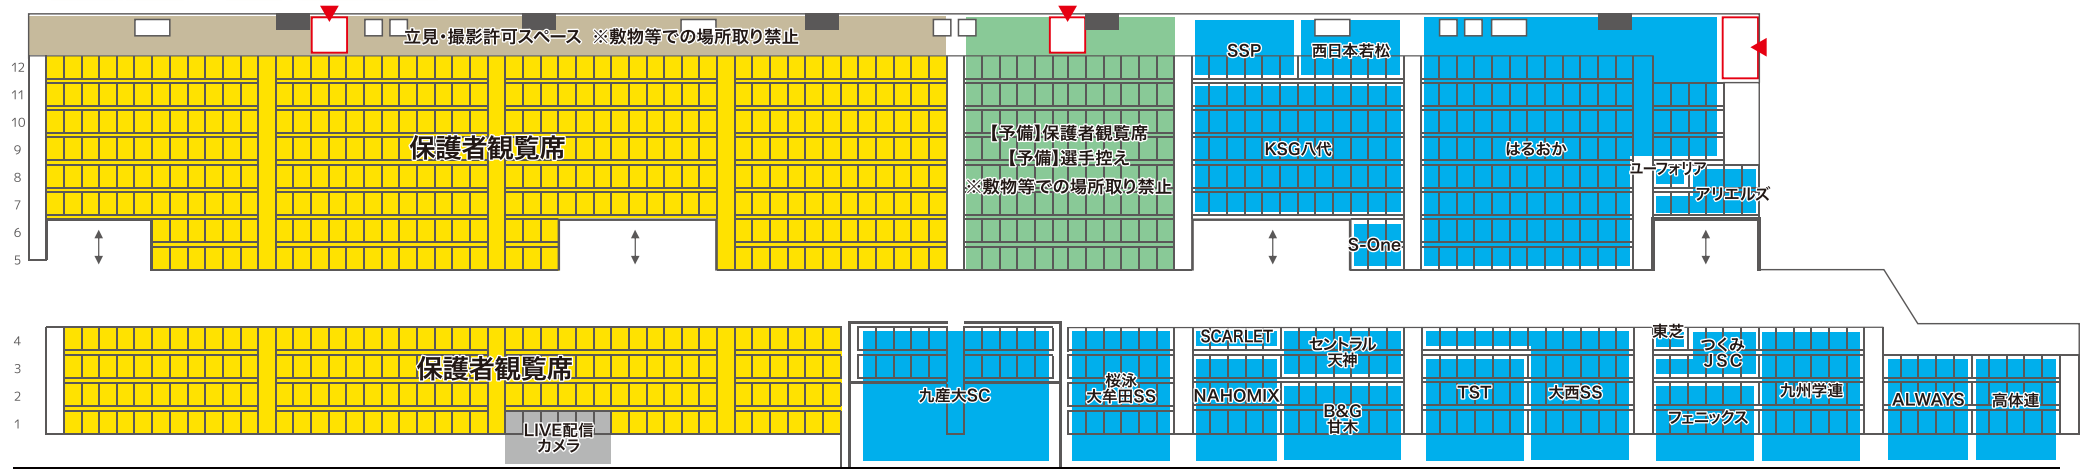 立見・撮影許可スペース ※敷物等での場所取り禁止
SSP
西日本若松
12
11
10
9
8
7
6
5
保護者観覧席
【予備】保護者観覧席
【予備】選手控え
※敷物等での場所取り禁止
KSG八代
はるおか
ユーフォリア
アリエルズ
S-One
4
3
2
1
保護者観覧席
LIVE配信
カメラ
九産大SC
桜泳
大牟田SS
SCARLET
NAHOMIX
セントラル
天神
B&G
甘木
TST
大西SS
東芝
つくみ
JSC
フェニックス
九州学連
ALWAYS
高体連